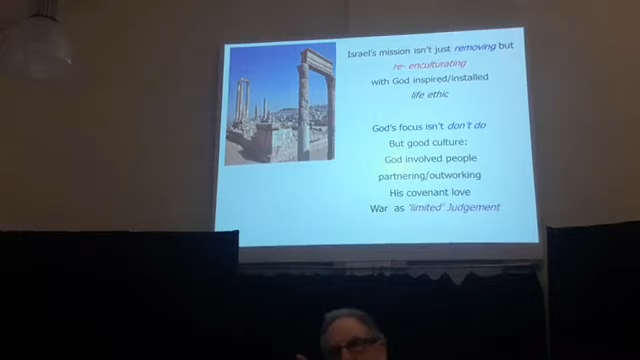 Israel's mission isn't just removing but
re- enculturating
with God inspired/installed
life ethic
God's focus isn't don't do
But good culture:
God involved people
partnering/outworking
His covenant love
War as 'limited' Judgement